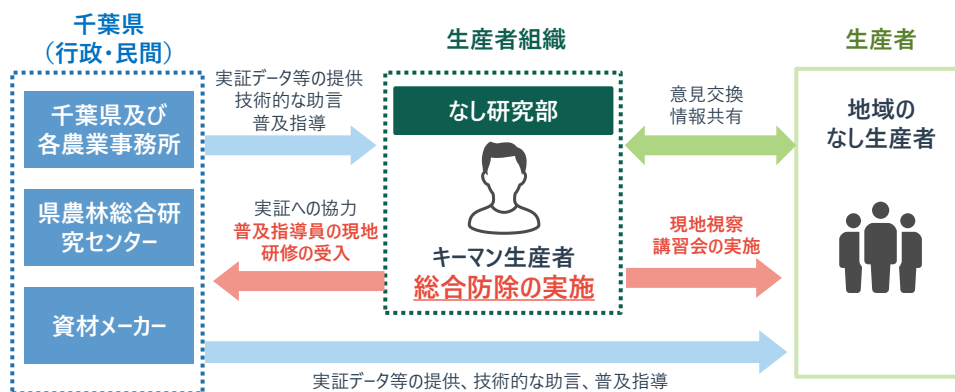 千葉県
（行政・民間）
千葉県及び
各農業事務所
県農林総合研
究センター
資材メーカー
実証データ等の提供
技術的な助言
普及指導
実証への協力
普及指導員の現地
研修の受入
生産者組織
なし研究部
キーマン生産者
総合防除の実施
意見交換
情報共有
現地視察
講習会の実施
生産者
地域の
なし生産者
実証データ等の提供、技術的な助言、普及指導